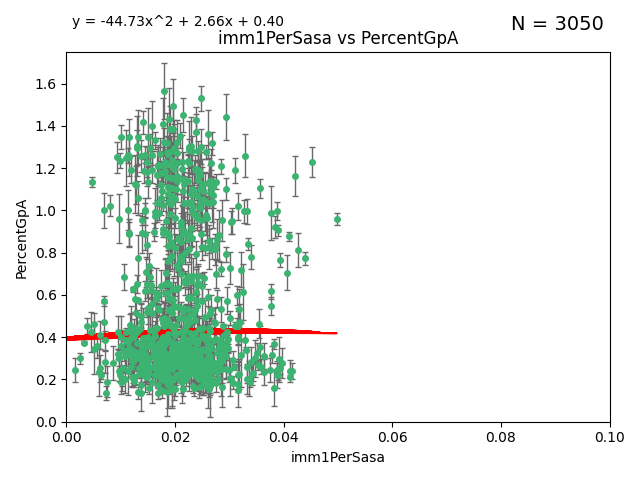 y = -44.73x^2 + 2.66x + 0.40
N = 3050
imm1PerSasa vs PercentGpA
PercentGpA
1.6
1.4
1.2
1.0
0.8
0.6
0.4
0.2
0.0
0.00 0.02 0.04 0.06 0.08 0.10
imm1PerSasa